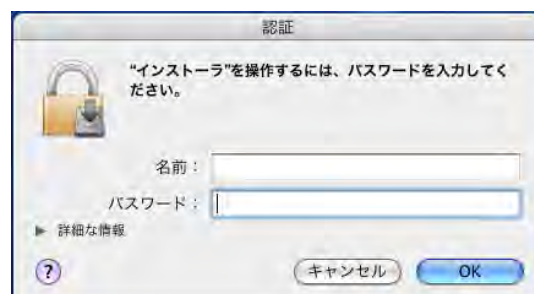 認証
“インストーラ”を操作するには、パスワードを入力してく
ださい。
名前：
パスワード：
▶ 詳細な情報
? キャンセル OK